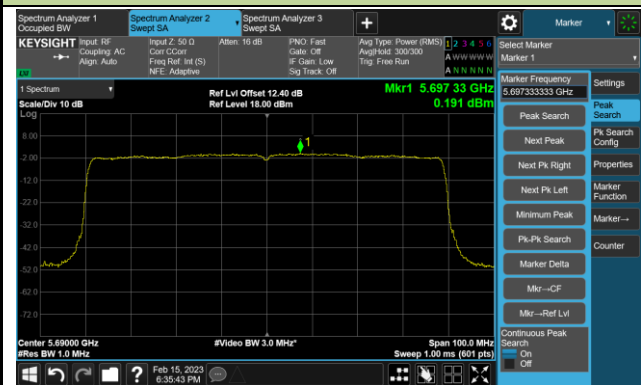 Spectrum Analyzer 1
Occupied BW
Spectrum Analyzer 2
Swept SA
Spectrum Analyzer 3
Swept SA
+
Marker
KEYSIGHT
Input: RF
Coupling: AC
Align: Auto
Input Z: 50 Ω
Corr CCorr
Freq Ref: Int (S)
NFE: Adaptive
Atten: 16 dB
PNO: Fast
Gate: Off
IF Gain: Low
Sig Track: Off
Avg Type: Power (RMS)
Avg|Hold: 300/300
Trig: Free Run
1 2 3 4 5 6
A W W W W W
A N N N N N
Select Marker
Marker 1
LXI
1 Spectrum
Scale/Div 10 dB
Log
Ref Lvl Offset 12.40 dB
Ref Level 18.00 dBm
Mkr1 5.697 33 GHz
0.191 dBm
8.00
-2.00
-12.0
-22.0
-32.0
-42.0
-52.0
-62.0
-72.0
1
Center 5.69000 GHz
#Res BW 1.0 MHz
#Video BW 3.0 MHz*
Span 100.0 MHz
Sweep 1.00 ms (601 pts)
Marker Frequency
5.697333333 GHz
Peak Search
Next Peak
Next Pk Right
Next Pk Left
Minimum Peak
Pk-Pk Search
Marker Delta
Mkr→CF
Mkr→Ref Lvl
Continuous Peak
Search
On
Off
Settings
Peak
Search
Pk Search
Config
Properties
Marker
Function
Marker→
Counter
?
Feb 15, 2023
6:35:43 PM